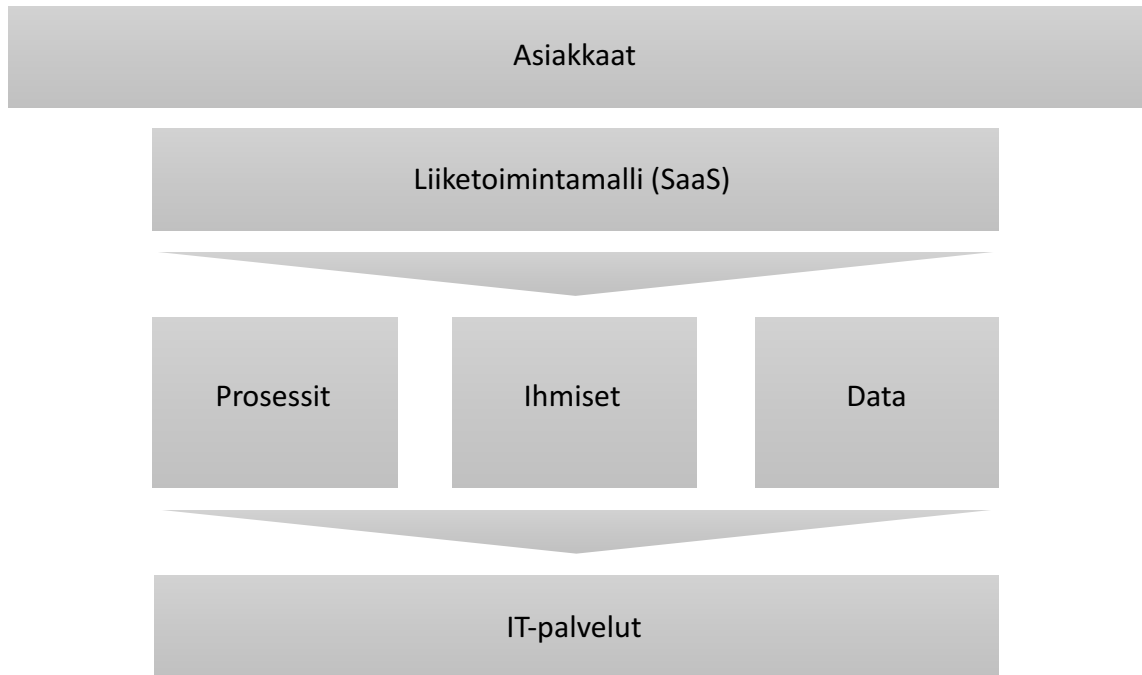 Asiakkaat
Liiketoimintamalli (SaaS)
Prosessit
Ihmiset
Data
IT-palvelut